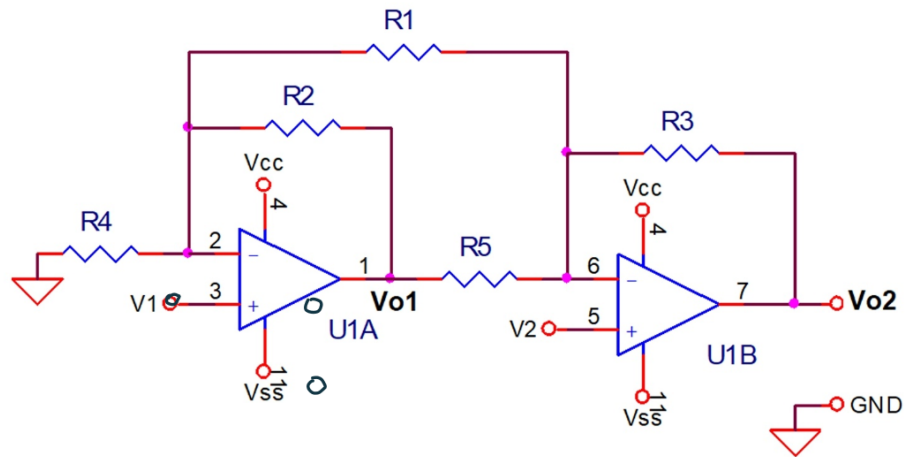 R1
R2
R3
Vcc
4
Vcc
4
R4
2
-
1
R5
6
-
7
V1
3
+
Vo1
V2
5
+
Vo2
U1A
U1B
11
Vss
11
Vss
GND